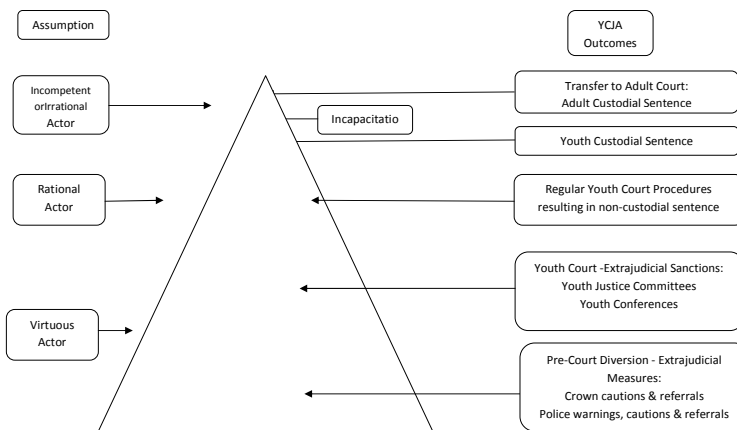 Assumption
YCJA
Outcomes
Incompetent
orIrrational
Actor
Transfer to Adult Court:
Adult Custodial Sentence
Incapacitatio
Youth Custodial Sentence
Rational
Actor
Regular Youth Court Procedures
resulting in non-custodial sentence
Youth Court -Extrajudicial Sanctions:
Youth Justice Committees
Youth Conferences
Virtuous
Actor
Pre-Court Diversion - Extrajudicial
Measures:
Crown cautions & referrals
Police warnings, cautions & referrals